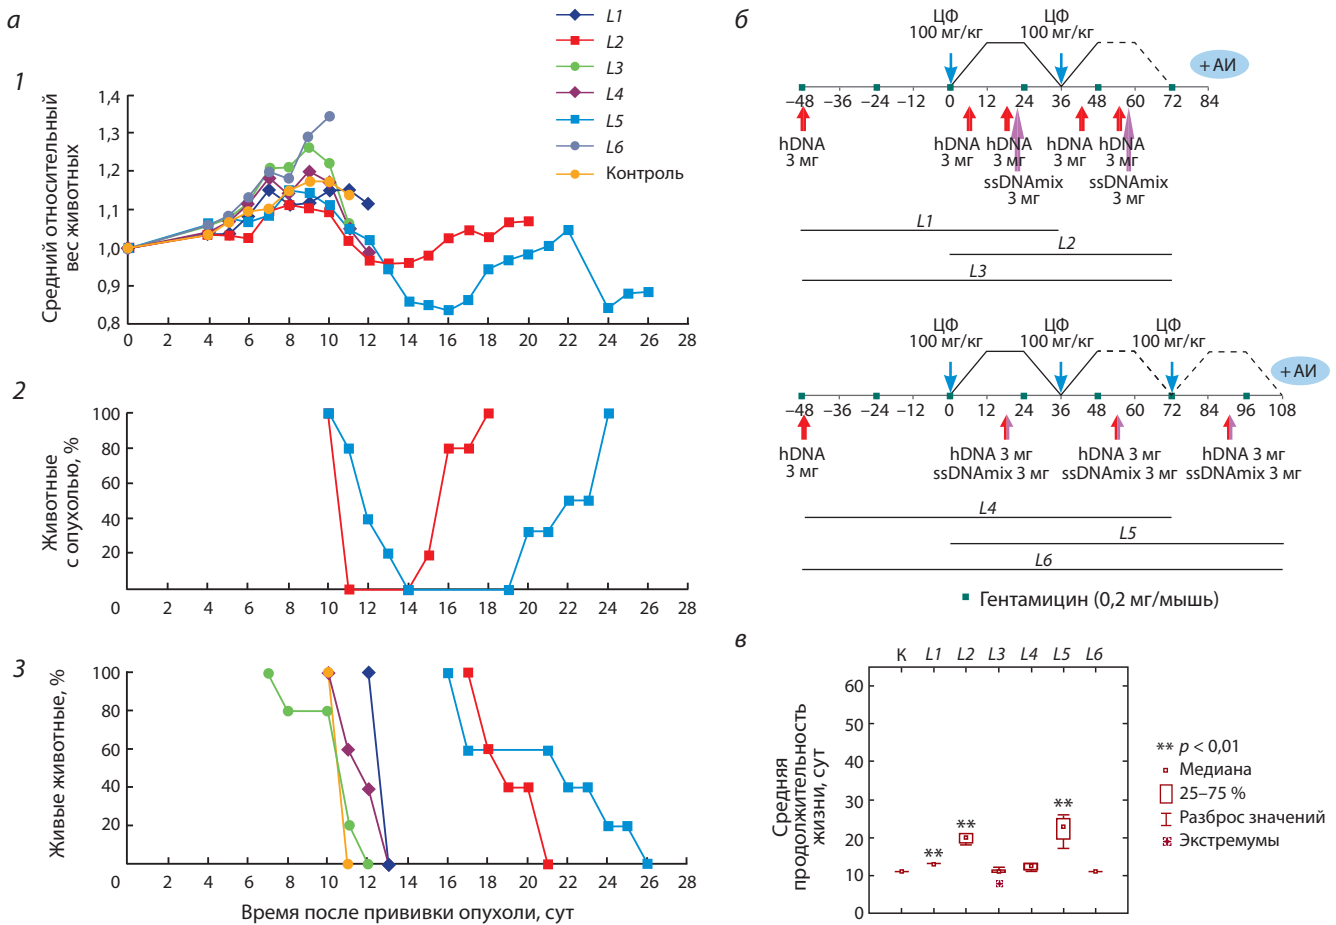 а
L1
L2
L3
L4
L5
L6
Контроль
1
Средний относительный
вес животных
1,4
1,3
1,2
1,1
1,0
0,9
0,8
0 2 4 6 8 10 12 14 16 18 20 22 24 26 28
2
Животные
с опухолью, %
100
80
60
40
20
0 2 4 6 8 10 12 14 16 18 20 22 24 26 28
3
Живые животные, %
100
80
60
40
20
0
0 2 4 6 8 10 12 14 16 18 20 22 24 26 28
Время после прививки опухоли, сут
б
ЦФ ЦФ
100 мг/кг 100 мг/кг
+ АИ
–48 –36 –24 –12 0 12 24 36 48 60 72 84
hDNA hDNA hDNA hDNA hDNA
3 мг 3 мг 3 мг 3 мг 3 мг
ssDNAmix ssDNAmix
3 мг 3 мг
L1
L2
L3
ЦФ ЦФ ЦФ
100 мг/кг 100 мг/кг 100 мг/кг
+ АИ
–48 –36 –24 –12 0 12 24 36 48 60 72 84 96 108
hDNA hDNA 3 мг hDNA 3 мг hDNA 3 мг
3 мг ssDNAmix 3 мг ssDNAmix 3 мг ssDNAmix 3 мг
L4
L5
L6
Гентамицин (0,2 мг/мышь)
в
К L1 L2 L3 L4 L5 L6
Средняя
продолжительность
жизни, сут
60
50
40
30
20
10
0
** ** **
** p < 0,01
Медиана
25–75 %
Разброс значений
Экстремумы